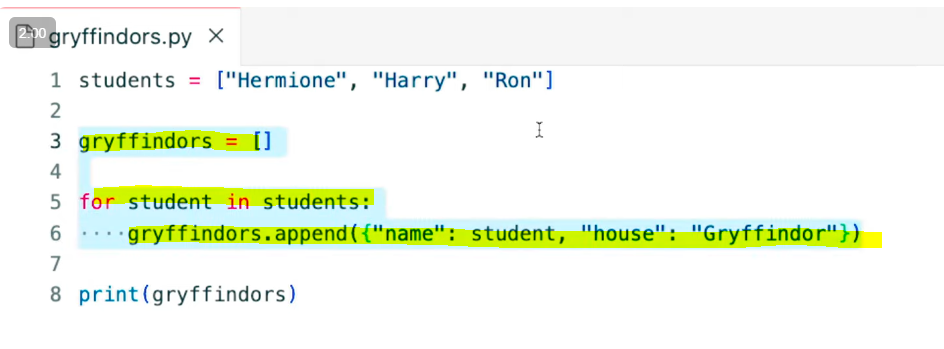 2:00
gryffindors.py ×
1 students = ["Hermione", "Harry", "Ron"]
2
3 gryffindors = []
4
5 for student in students:
6 ····gryffindors.append({"name": student, "house": "Gryffindor"})
7
8 print(gryffindors)